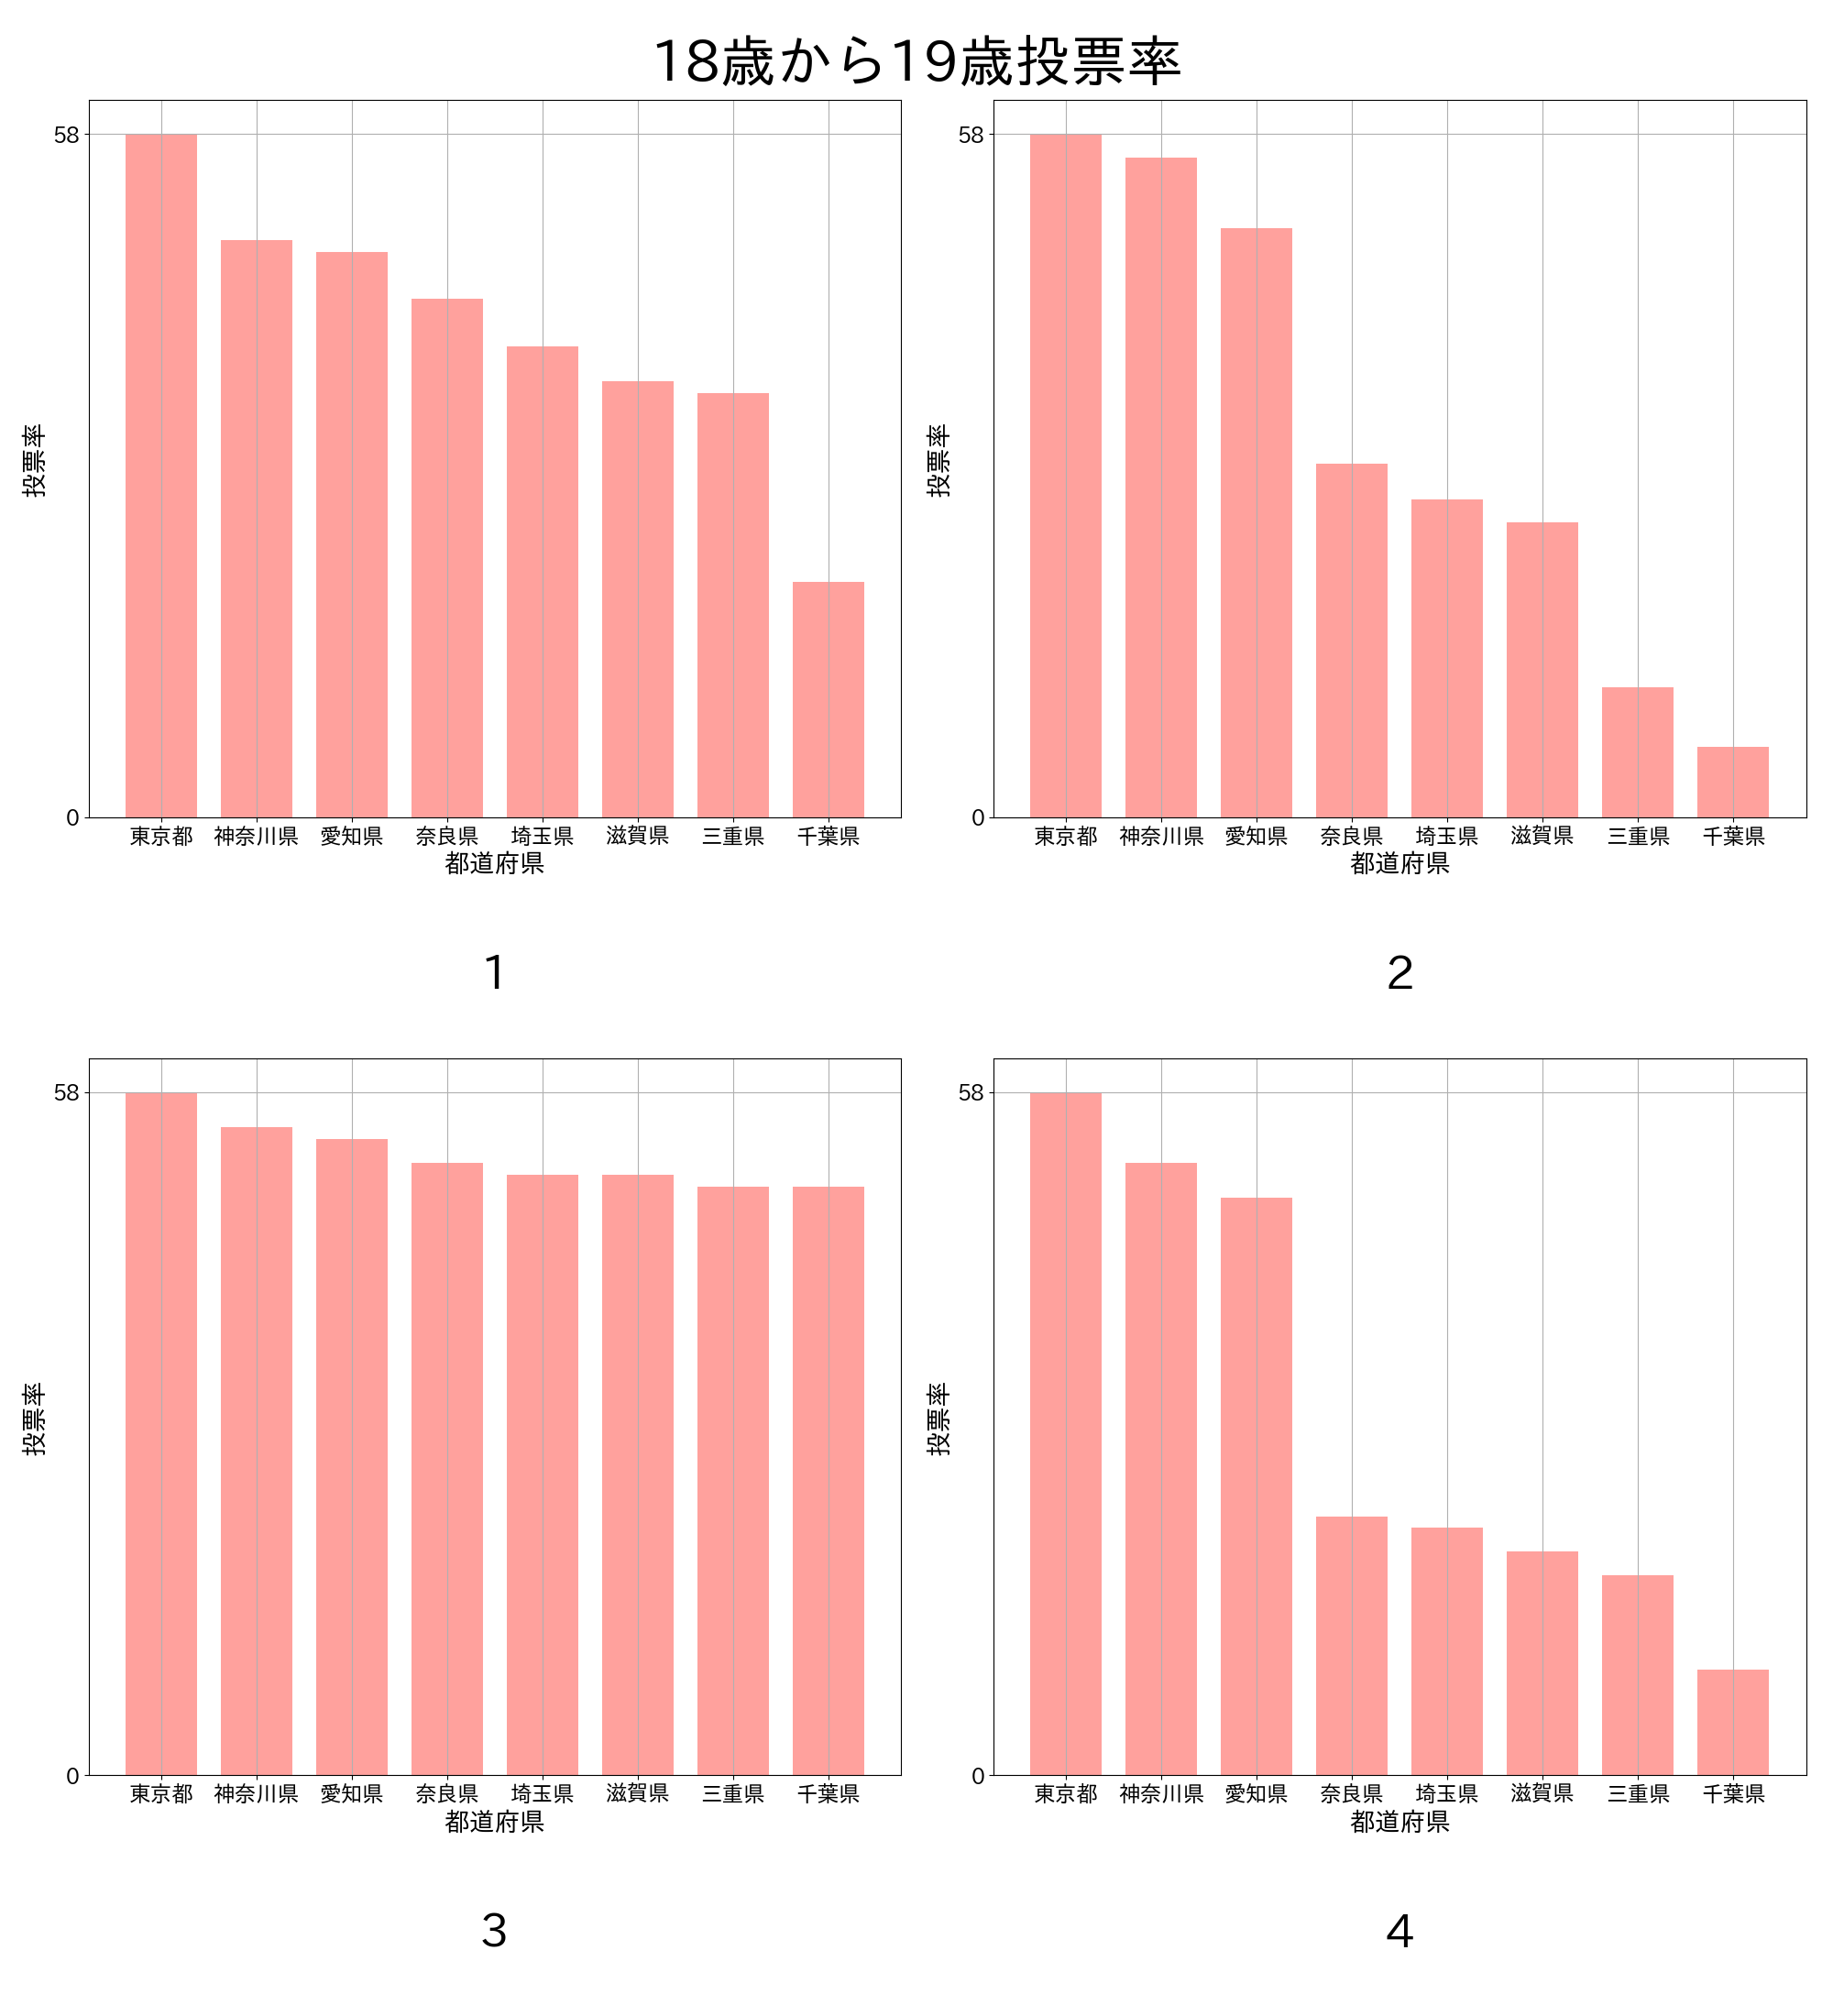 18歳から19歳投票率
58
0
投票率
東京都 神奈川県 愛知県 奈良県 埼玉県 滋賀県 三重県 千葉県
都道府県
1
58
0
投票率
東京都 神奈川県 愛知県 奈良県 埼玉県 滋賀県 三重県 千葉県
都道府県
2
58
0
投票率
東京都 神奈川県 愛知県 奈良県 埼玉県 滋賀県 三重県 千葉県
都道府県
3
58
0
投票率
東京都 神奈川県 愛知県 奈良県 埼玉県 滋賀県 三重県 千葉県
都道府県
4